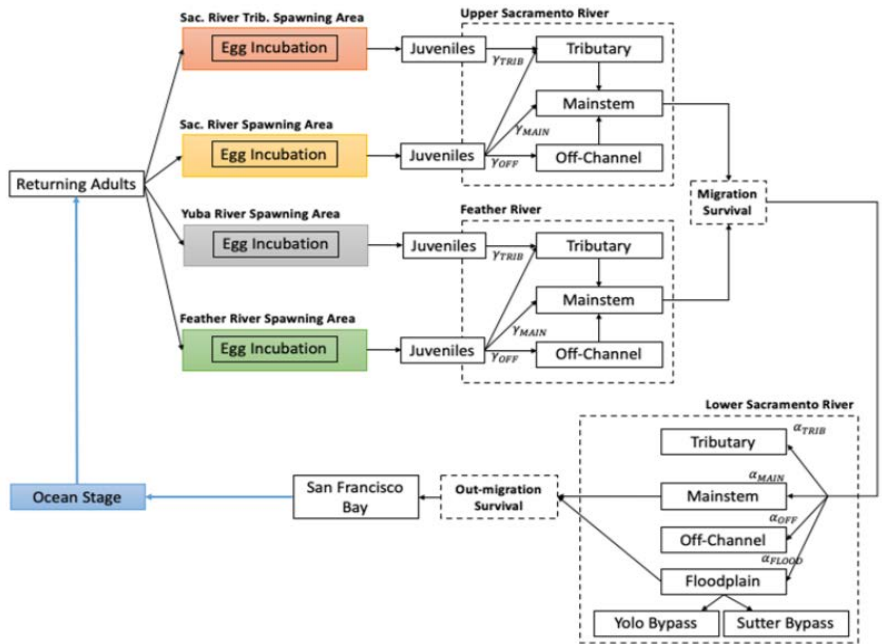 Sac. River Trib. Spawning Area
Egg Incubation
Juveniles
Upper Sacramento River
γTRIB
Tributary
Mainstem
γMAIN
Off-Channel
γOFF
Sac. River Spawning Area
Egg Incubation
Juveniles
Returning Adults
Yuba River Spawning Area
Egg Incubation
Juveniles
Feather River
γTRIB
Tributary
Mainstem
γMAIN
Off-Channel
γOFF
Feather River Spawning Area
Egg Incubation
Juveniles
Migration
Survival
Lower Sacramento River
αTRIB
Tributary
αMAIN
Mainstem
αOFF
Off-Channel
αFLOOD
Floodplain
Yolo Bypass
Sutter Bypass
Out-migration
Survival
San Francisco
Bay
Ocean Stage